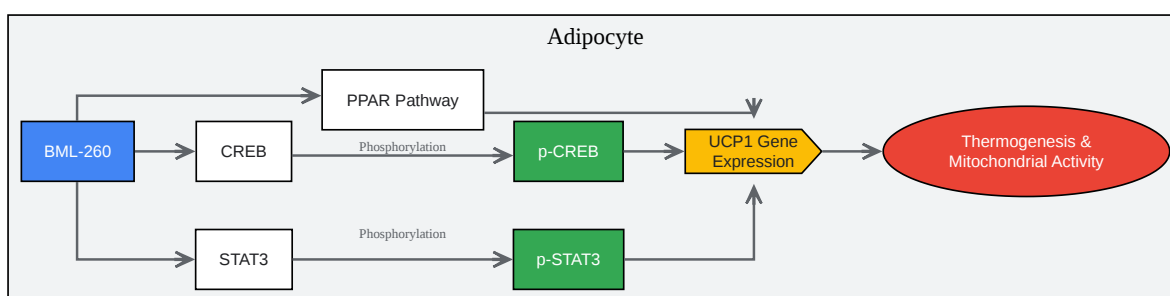 Adipocyte
PPAR Pathway
BML-260
CREB
Phosphorylation
p-CREB
UCP1 Gene
Expression
Thermogenesis &
Mitochondrial Activity
STAT3
Phosphorylation
p-STAT3